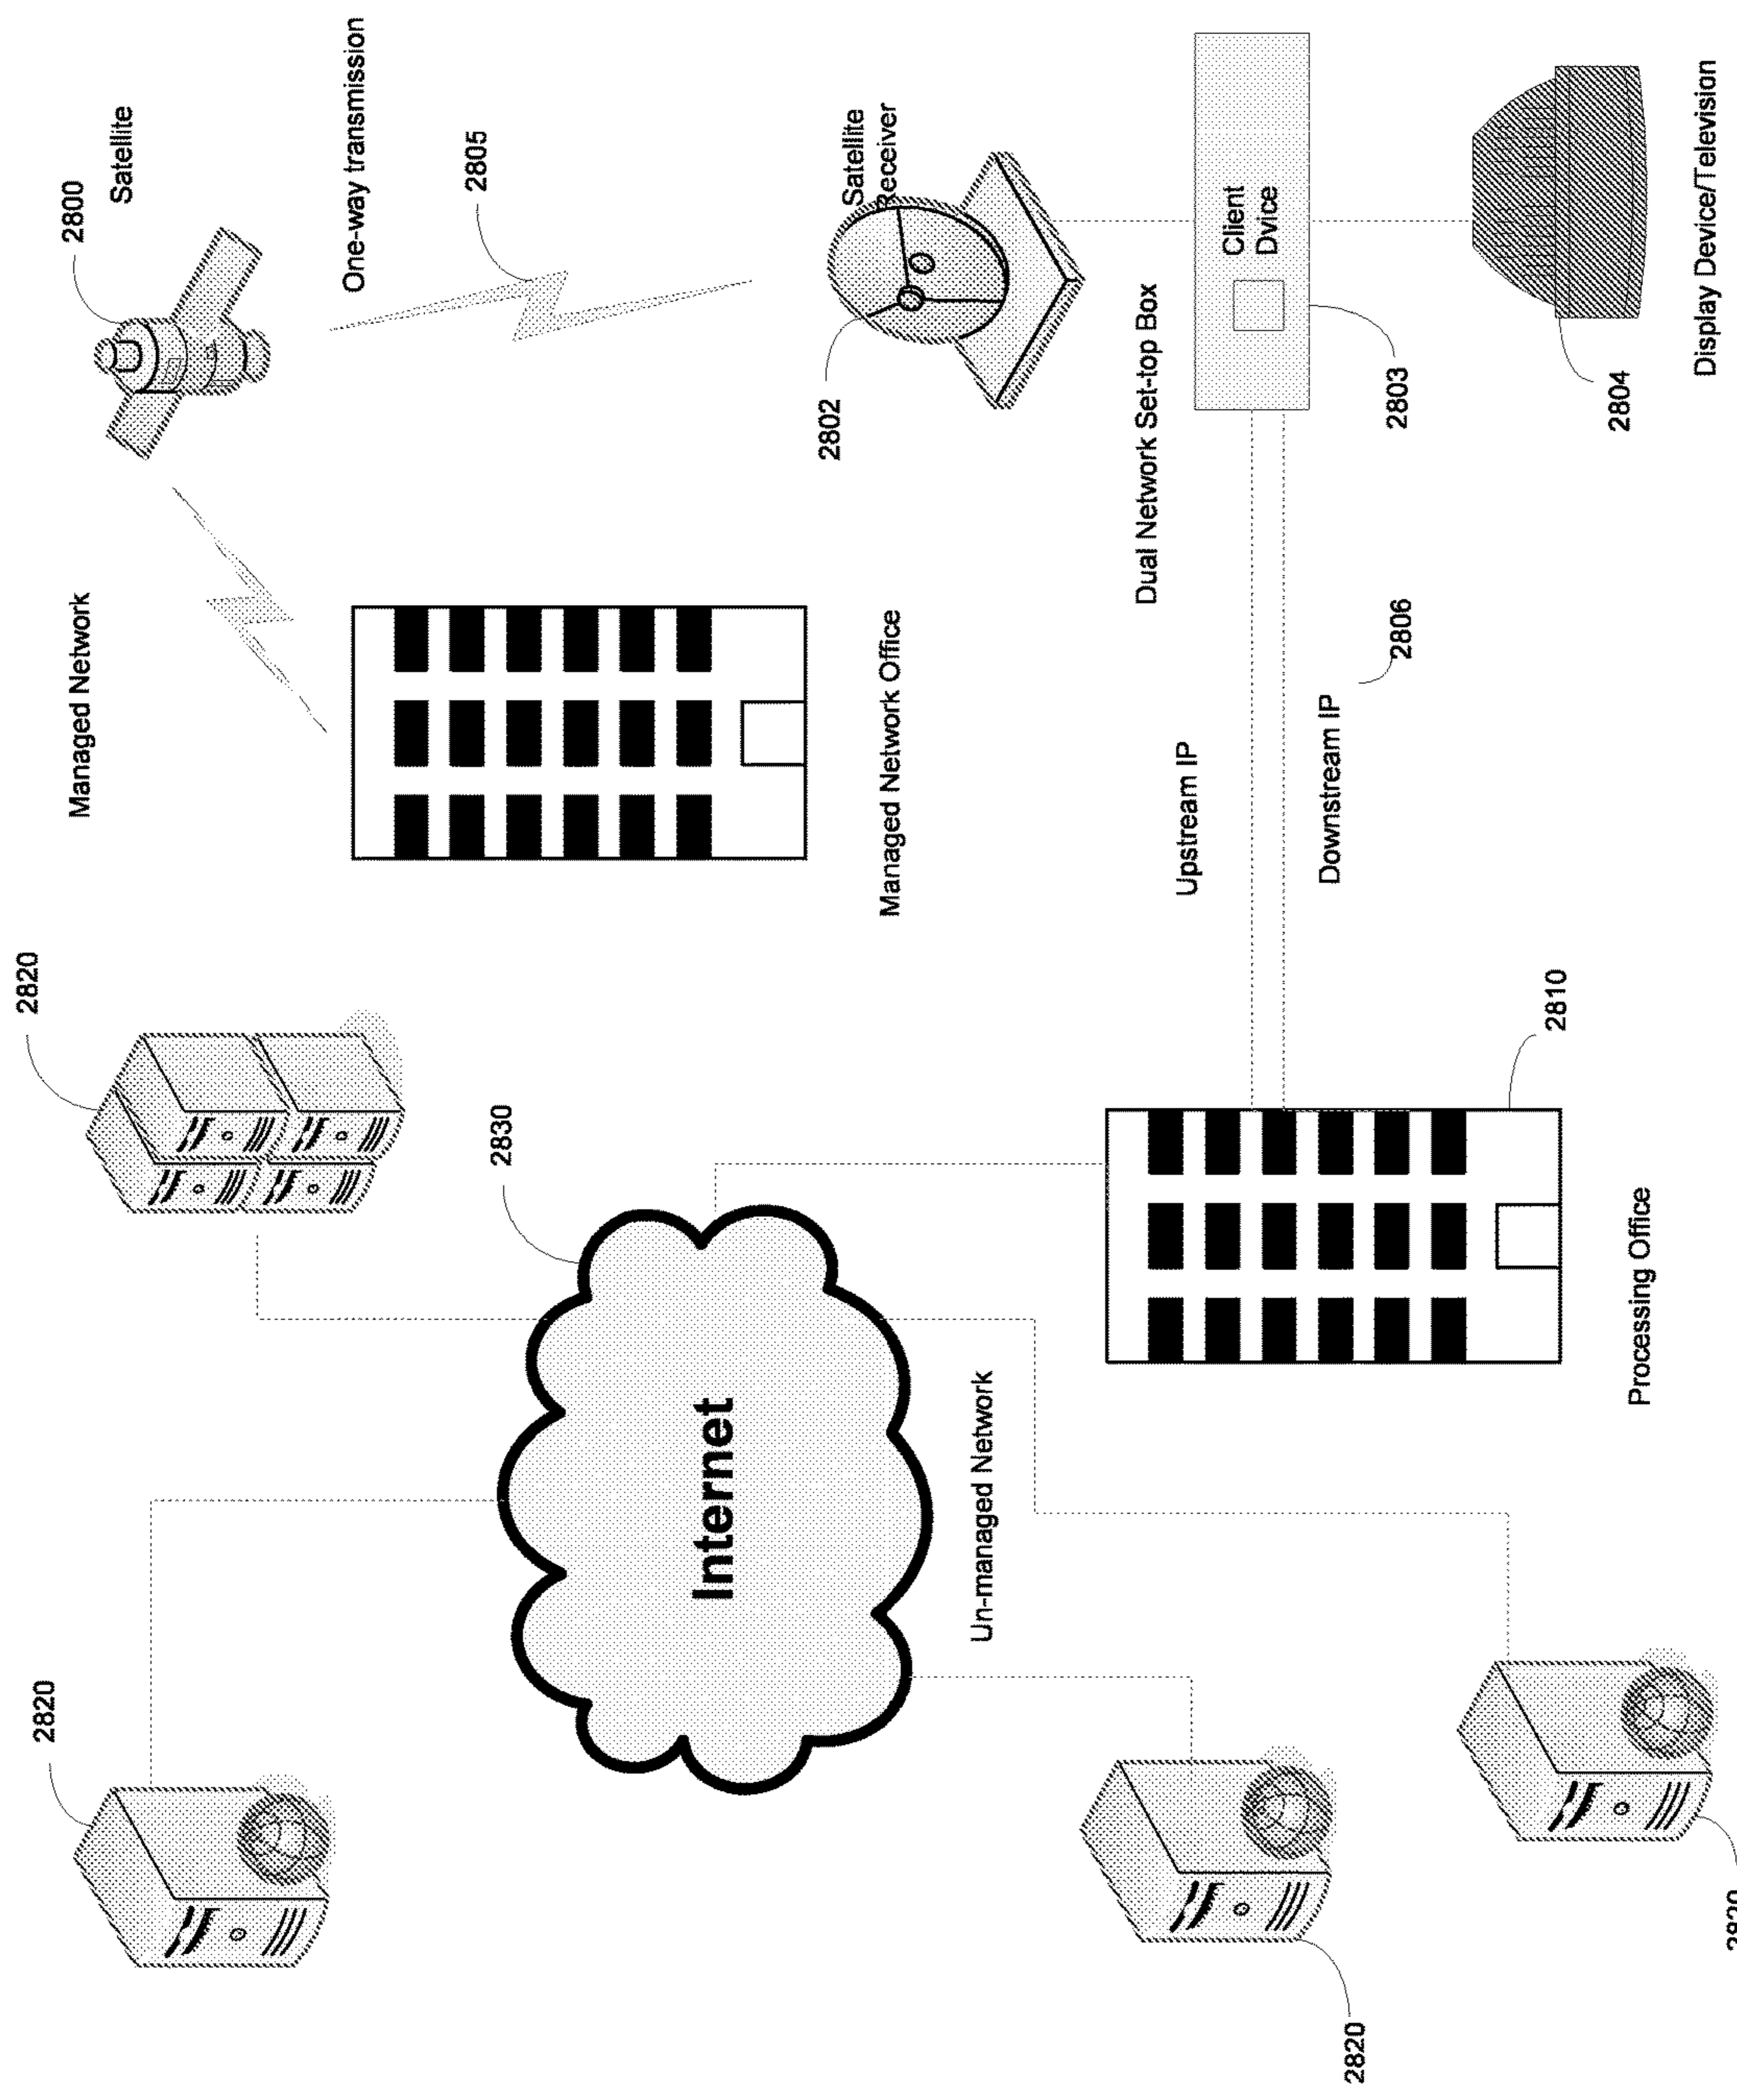 2820
2820
Managed Network
2800
Satellite
One-way transmission
2805
2830
Internet
Un-managed Network
2802
Satellite
Receiver
Managed Network Office
Dual Network Set-top Box
Upstream IP
Client
Dvice
Downstream IP
2806
2803
2820
2810
2804
Processing Office
Display Device/Television